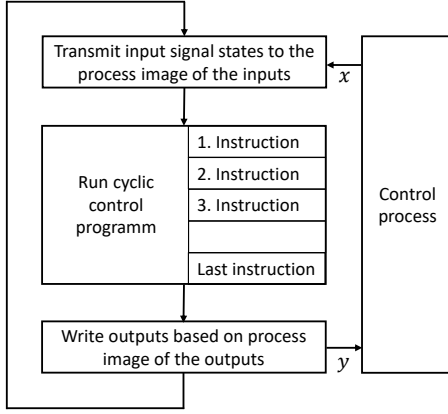 Transmit input signal states to the
process image of the inputs
x
Run cyclic
control
programm
1. Instruction
2. Instruction
3. Instruction
Last instruction
Control
process
Write outputs based on process
image of the outputs
y